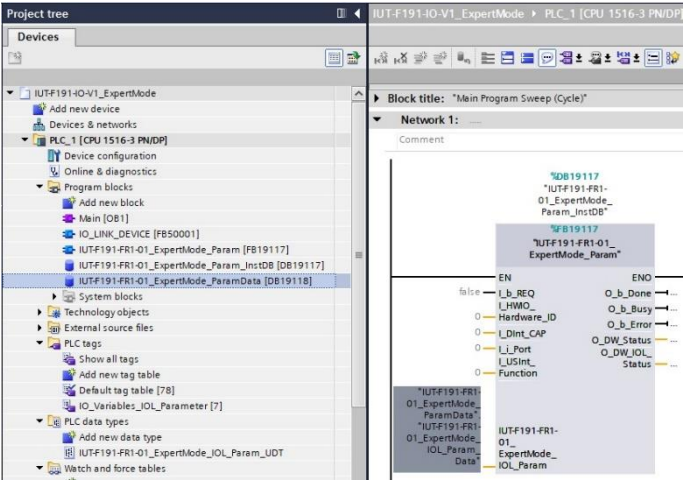 Project tree
Devices
IUT-F191-IO-V1_ExpertMode
Add new device
Devices & networks
PLC_1 [CPU 1516-3 PN/DP]
Device configuration
Online & diagnostics
Program blocks
Add new block
Main [OB1]
IO_LINK_DEVICE [FB50001]
IUT-F191-FR1-01_ExpertMode_Param [FB19117]
IUT-F191-FR1-01_ExpertMode_Param_InstDB [DB19117]
IUT-F191-FR1-01_ExpertMode_ParamData [DB19118]
System blocks
Technology objects
External source files
PLC tags
Show all tags
Add new tag table
Default tag table [78]
IO_Variables_IOL_Parameter [7]
PLC data types
Add new data type
IUT-F191-FR1-01_ExpertMode_IOL_Param_UDT
Watch and force tables
IUT-F191-IO-V1_ExpertMode ▸ PLC_1 [CPU 1516-3 PN/DP]
Block title: "Main Program Sweep (Cycle)"
Network 1: ....
Comment
%DB19117
"IUT-F191-FR1-
01_ExpertMode_
Param_InstDB"
%FB19117
"IUT-F191-FR1-01_
ExpertMode_Param"
EN ENO
false I_b_REQ O_b_Done ...
I_HWIO_ O_b_Busy ...
0 Hardware_ID O_b_Error ...
0 I_DInt_CAP O_DW_Status ...
0 I_i_Port O_DW_IOL_
I_USInt_ Status ...
0 Function
"IUT-F191-FR1-
01_ExpertMode_
ParamData".
"IUT-F191-FR1-
01_ExpertMode_
IOL_Param_
Data"
IUT-F191-FR1-
01_
ExpertMode_
IOL_Param